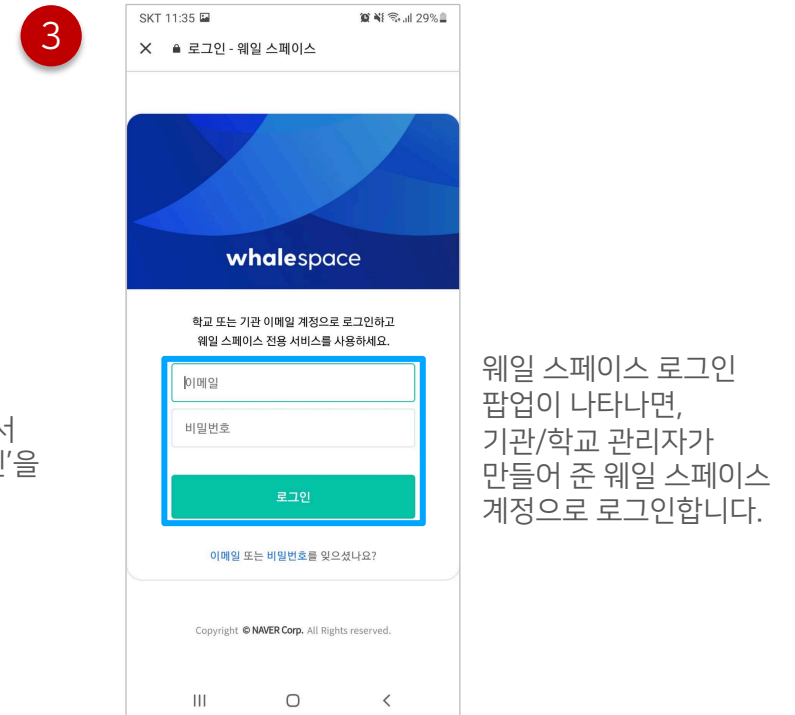 3
SKT 11:35 29%
로그인 - 웨일 스페이스
whalespace
학교 또는 기관 이메일 계정으로 로그인하고
웨일 스페이스 전용 서비스를 사용하세요.
이메일
비밀번호
로그인
이메일 또는 비밀번호를 잊으셨나요?
Copyright © NAVER Corp. All Rights reserved.
웨일 스페이스 로그인
팝업이 나타나면,
기관/학교 관리자가
만들어 준 웨일 스페이스
계정으로 로그인합니다.
서
'을